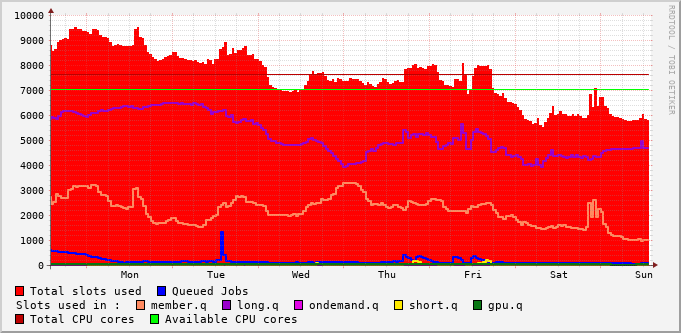 10000
9000
8000
7000
6000
5000
4000
3000
2000
1000
0
Mon Tue Wed Thu Fri Sat Sun
RRDTOOL / TOBI OETIKER
Total slots used Queued Jobs
Slots used in : member.q long.q ondemand.q short.q gpu.q
Total CPU cores Available CPU cores